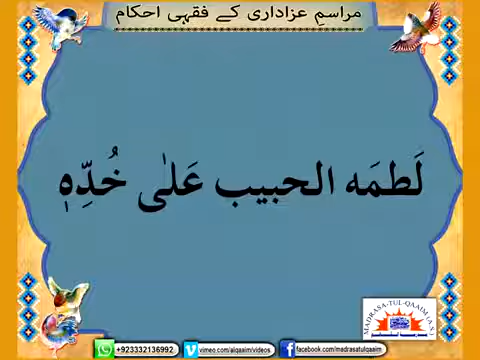 مراسمِ عزاداری کے فقہی احکام
لَطمَه الحبیب عَلٰی خُدِّہٖ
MADRASA-TUL-QAAIM (A.S)
+923332136992
vimeo.com/alqaaim/videos
facebook.com/madrasatulqaaim